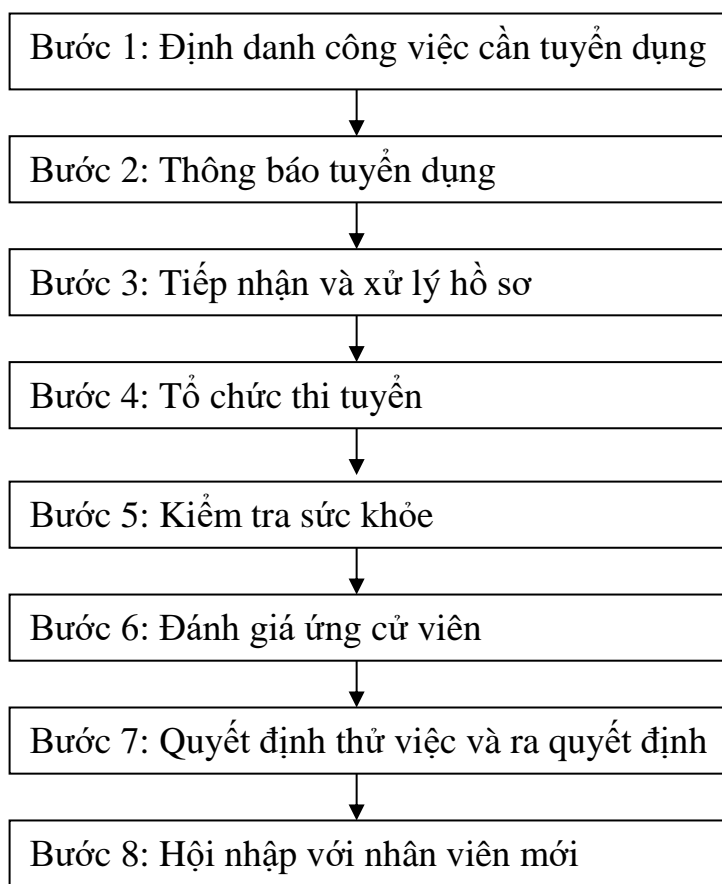 Bước 1: Định danh công việc cần tuyển dụng
Bước 2: Thông báo tuyển dụng
Bước 3: Tiếp nhận và xử lý hồ sơ
Bước 4: Tổ chức thi tuyển
Bước 5: Kiểm tra sức khỏe
Bước 6: Đánh giá ứng cử viên
Bước 7: Quyết định thử việc và ra quyết định
Bước 8: Hội nhập với nhân viên mới